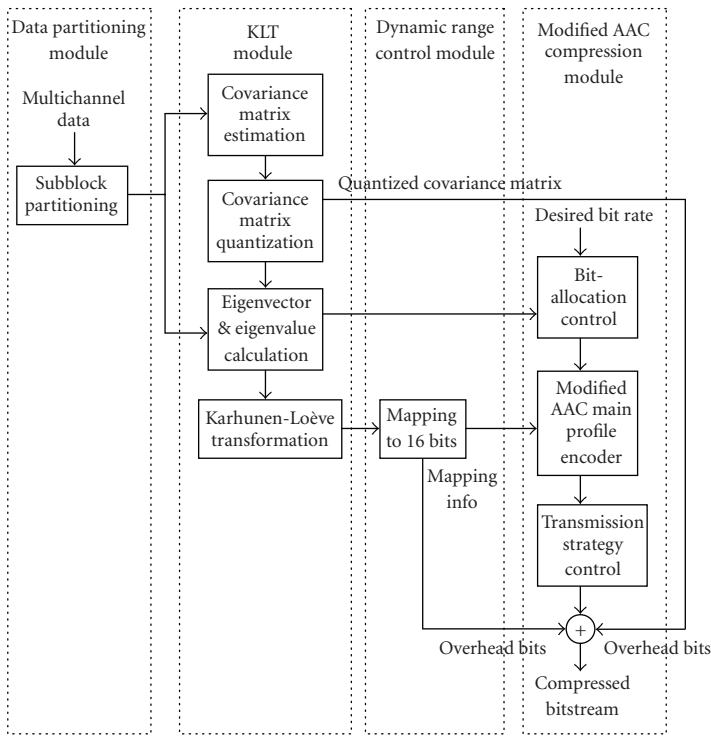 Data partitioning
module
KLT
module
Dynamic range
control module
Modified AAC
compression
module
Multichannel
data
Subblock
partitioning
Covariance
matrix
estimation
Covariance
matrix
quantization
Quantized covariance matrix
Eigenvector
& eigenvalue
calculation
Karhunen-Loève
transformation
Mapping
to 16 bits
Mapping
info
Desired bit rate
Bit-
allocation
control
Modified
AAC main
profile
encoder
Transmission
strategy
control
+
Overhead bits
Overhead bits
Compressed
bitstream